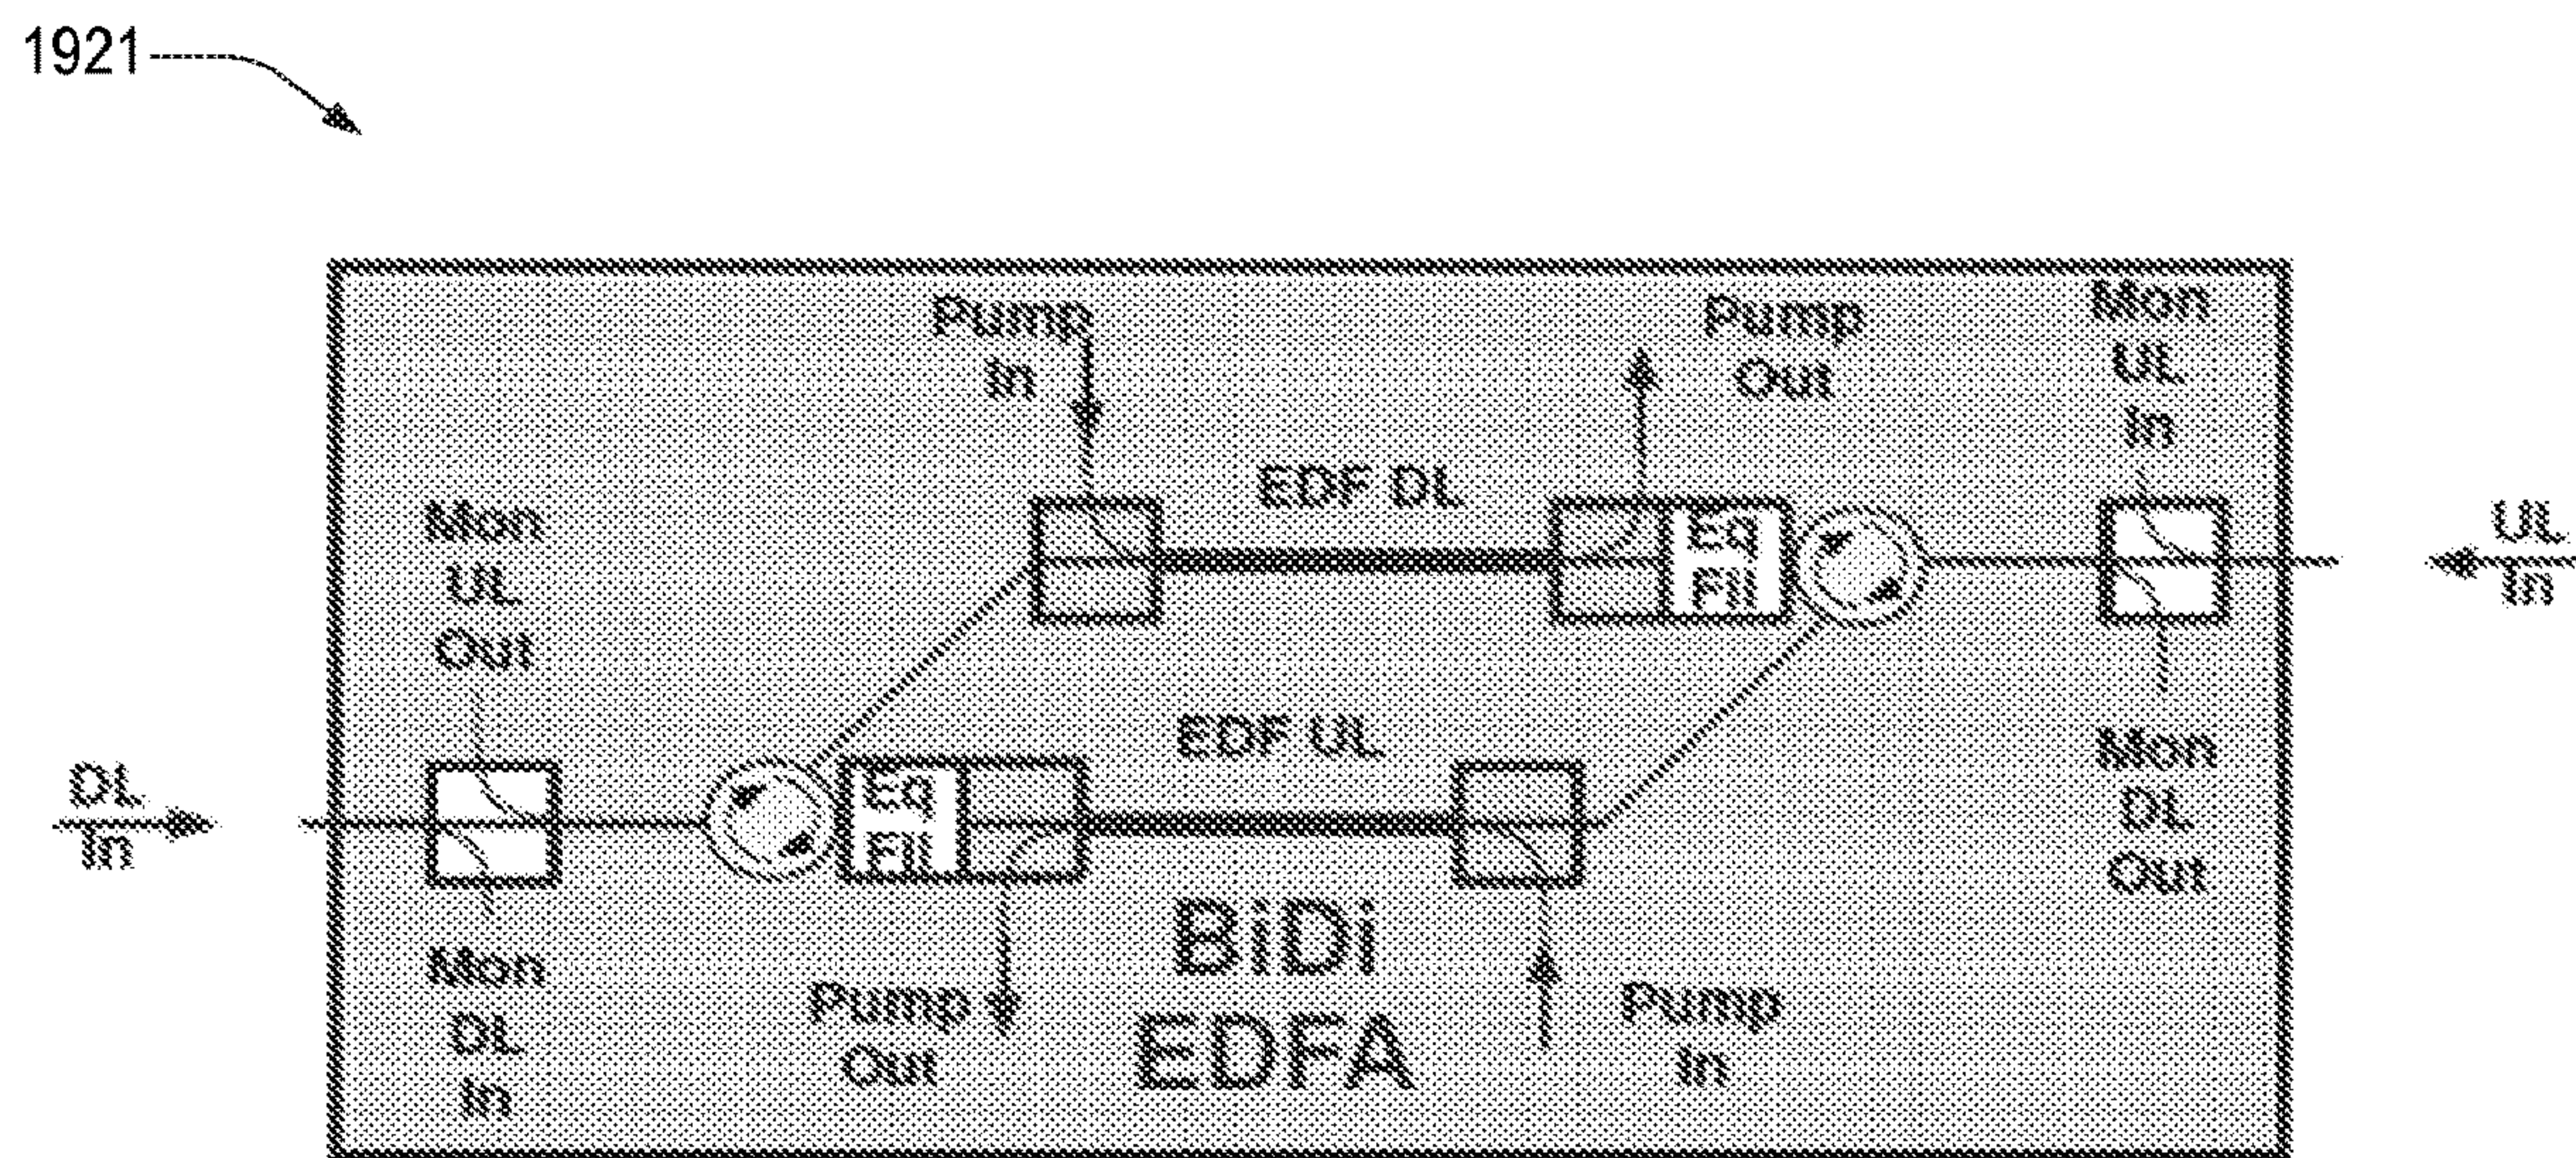 1921
Pump
In
Pump
Out
Mon
UL
In
EDF DL
Mon
UL
Out
Eq
Fil
UL
In
EDF UL
DL
In
Eq
Fil
Mon
DL
Out
BiDi
EDFA
Mon
DL
In
Pump
Out
Pump
In